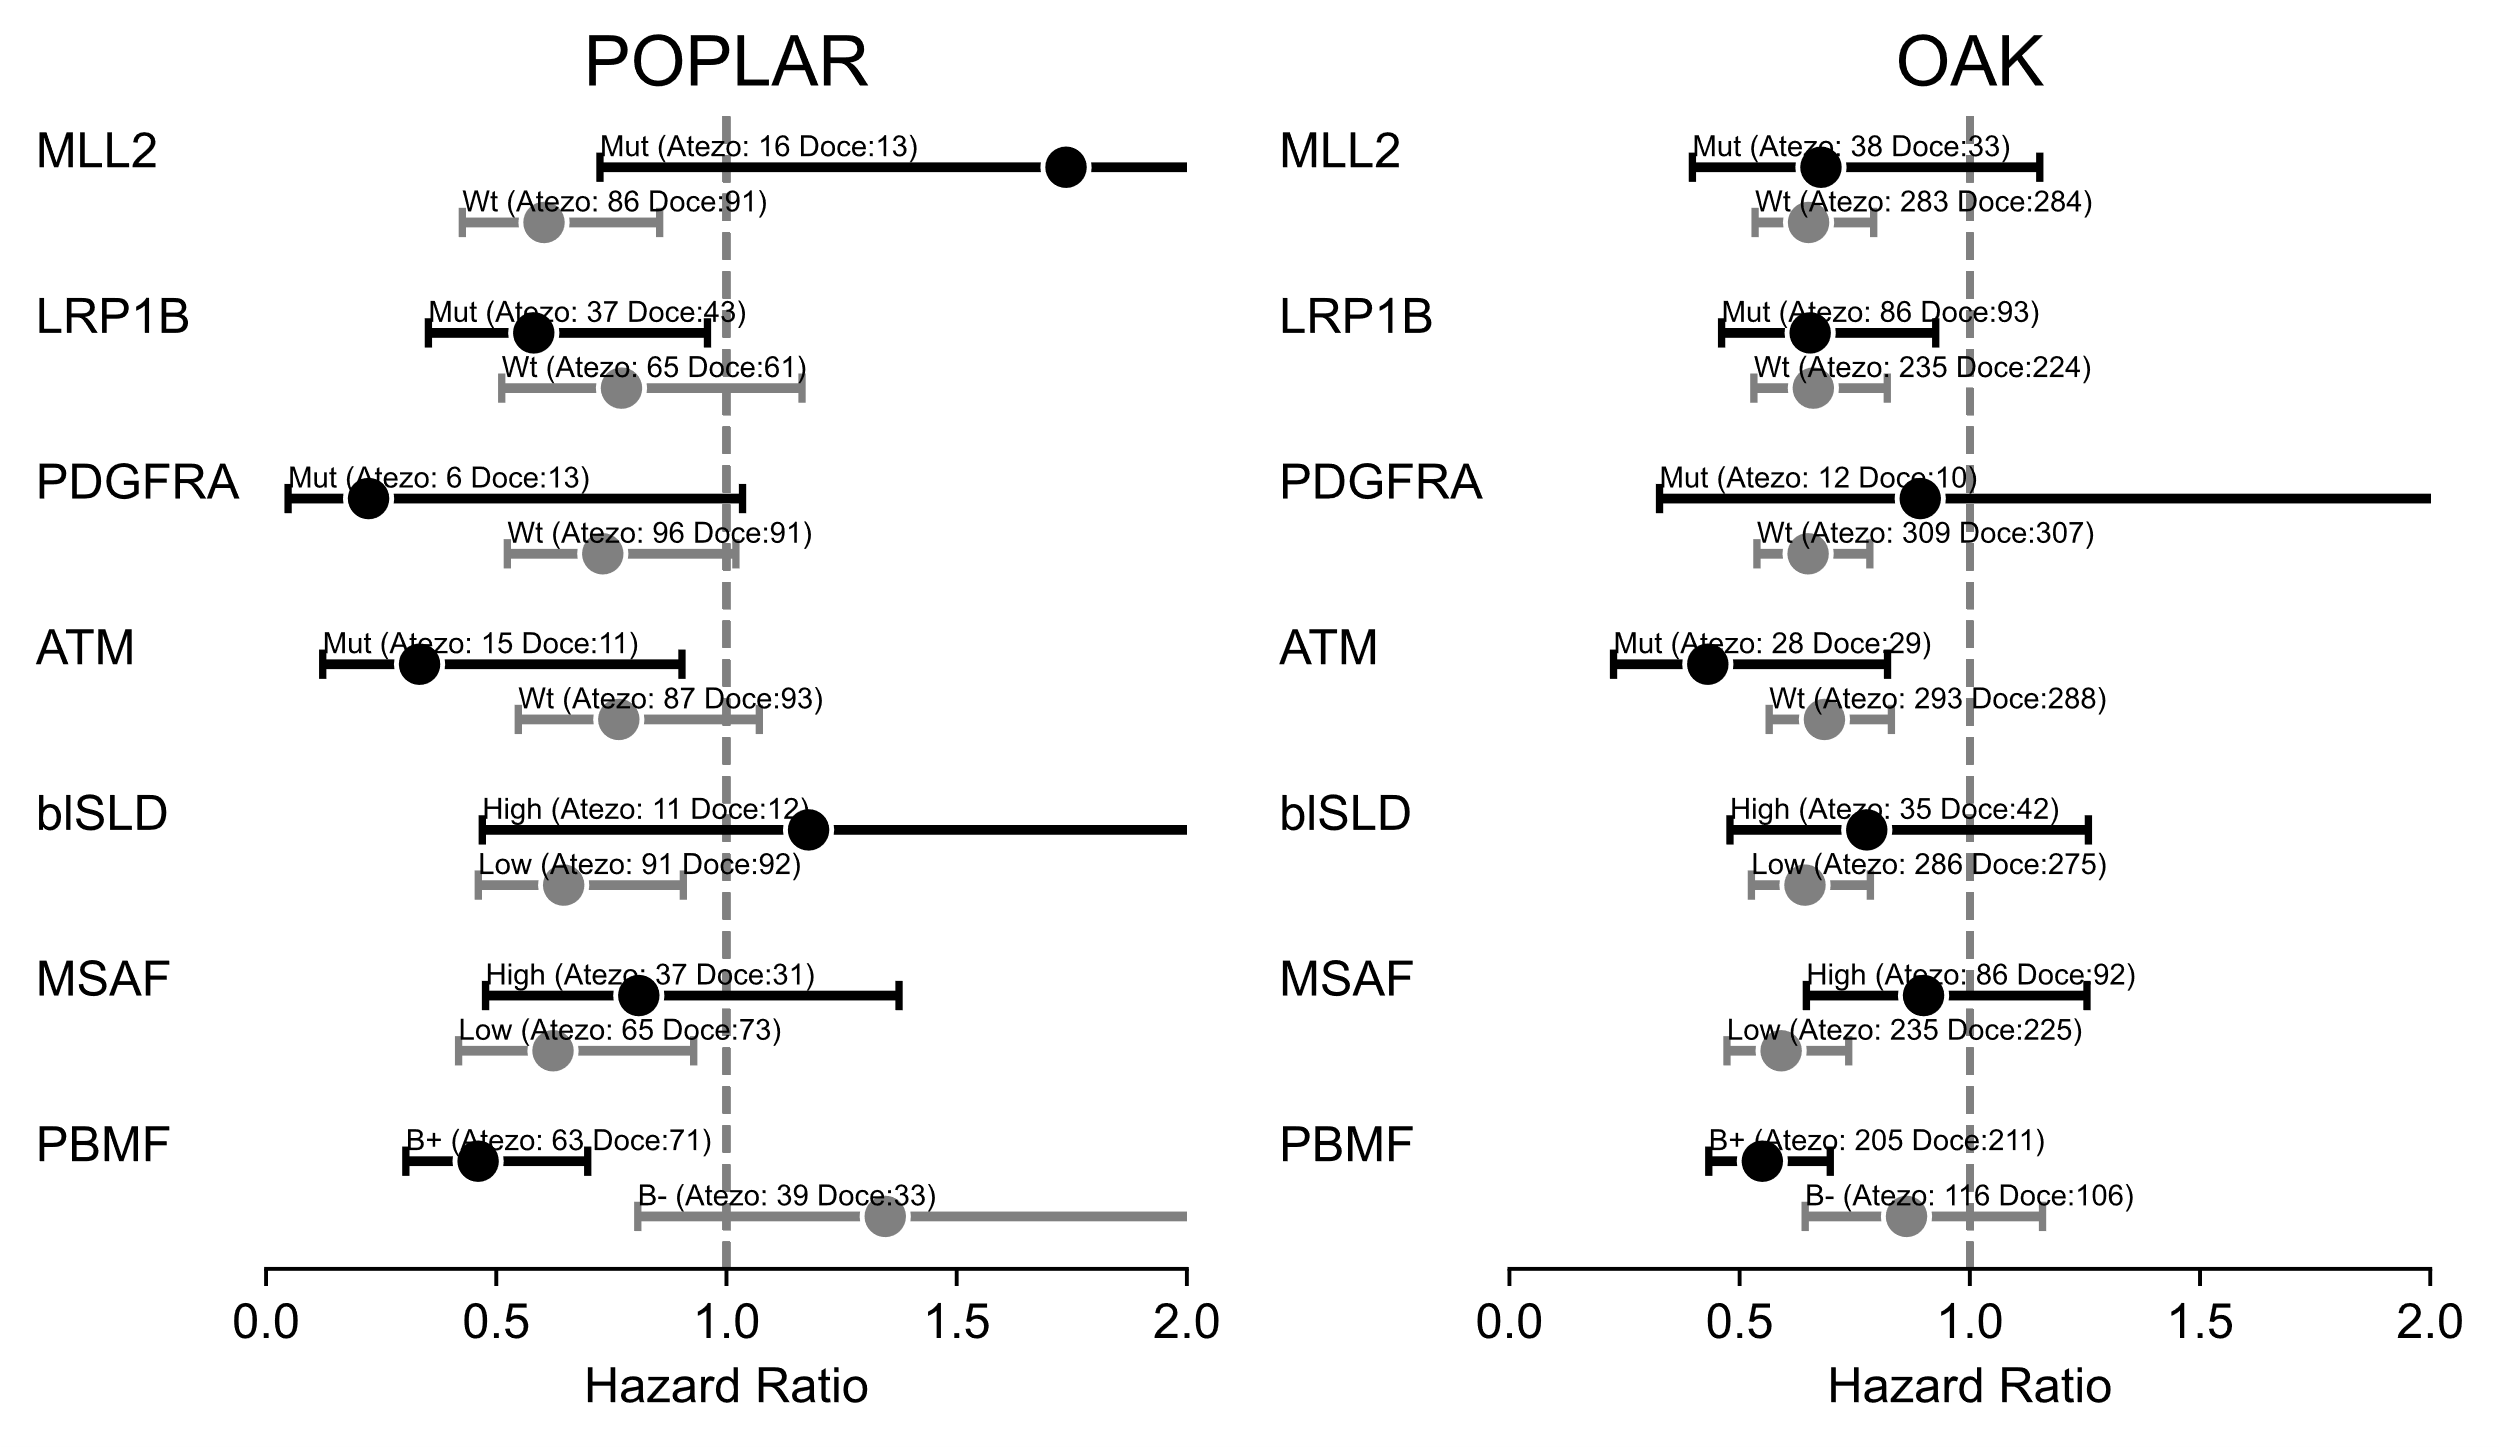 POPLAR
MLL2
Mut (Atezo: 16 Doce:13)
Wt (Atezo: 86 Doce:91)
LRP1B
Mut (Atezo: 37 Doce:43)
Wt (Atezo: 65 Doce:61)
PDGFRA
Mut (Atezo: 6 Doce:13)
Wt (Atezo: 96 Doce:91)
ATM
Mut (Atezo: 15 Doce:11)
Wt (Atezo: 87 Doce:93)
blSLD
High (Atezo: 11 Doce:12)
Low (Atezo: 91 Doce:92)
MSAF
High (Atezo: 37 Doce:31)
Low (Atezo: 65 Doce:73)
PBMF
B+ (Atezo: 63 Doce:71)
B- (Atezo: 39 Doce:33)
0.0 0.5 1.0 1.5 2.0
Hazard Ratio
OAK
MLL2
Mut (Atezo: 38 Doce:33)
Wt (Atezo: 283 Doce:284)
LRP1B
Mut (Atezo: 86 Doce:93)
Wt (Atezo: 235 Doce:224)
PDGFRA
Mut (Atezo: 12 Doce:10)
Wt (Atezo: 309 Doce:307)
ATM
Mut (Atezo: 28 Doce:29)
Wt (Atezo: 293 Doce:288)
blSLD
High (Atezo: 35 Doce:42)
Low (Atezo: 286 Doce:275)
MSAF
High (Atezo: 86 Doce:92)
Low (Atezo: 235 Doce:225)
PBMF
B+ (Atezo: 205 Doce:211)
B- (Atezo: 116 Doce:106)
0.0 0.5 1.0 1.5 2.0
Hazard Ratio